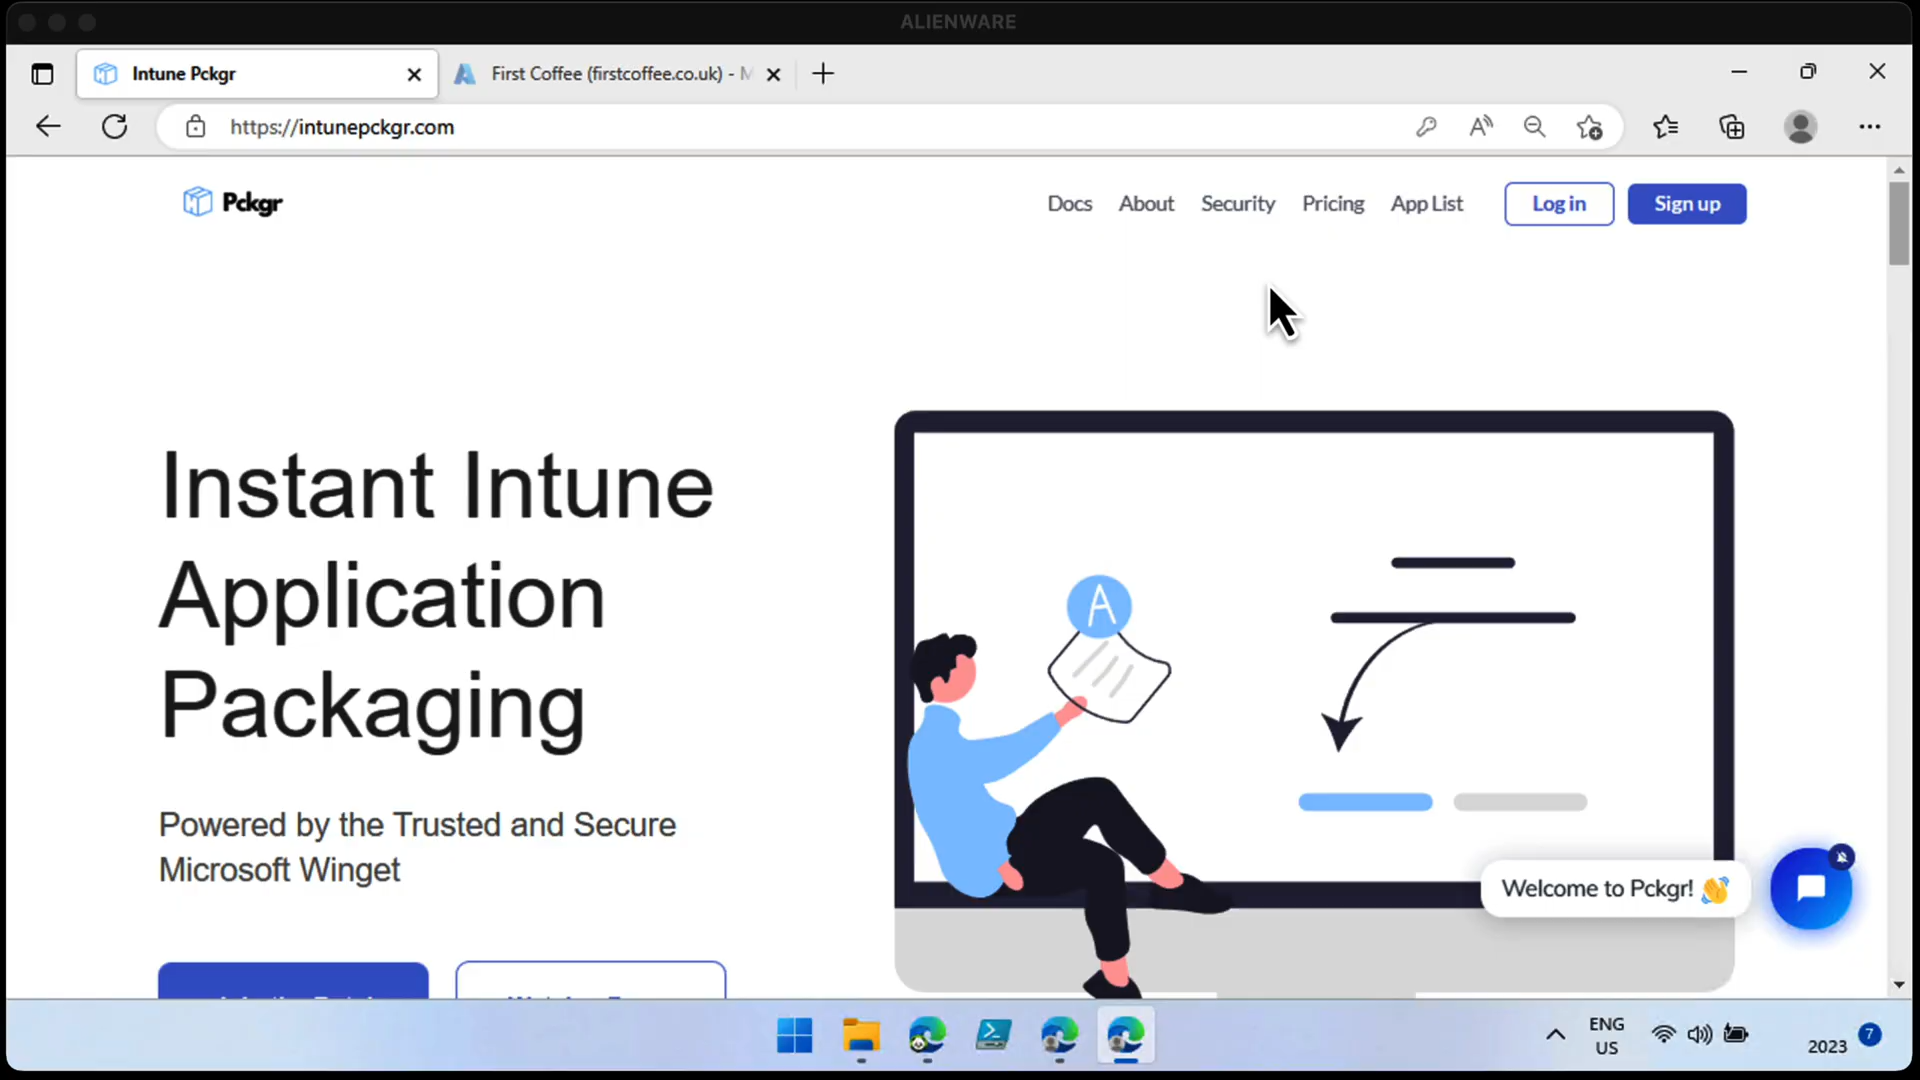 ALIENWARE
Intune Pckgr
First Coffee (firstcoffee.co.uk) - M
https://intunepckgr.com
Pckgr
Docs
About
Security
Pricing
App List
Log in
Sign up
Instant Intune
Application
Packaging
A
Powered by the Trusted and Secure
Microsoft Winget
Welcome to Pckgr! 👋
ENG
US
2023
7